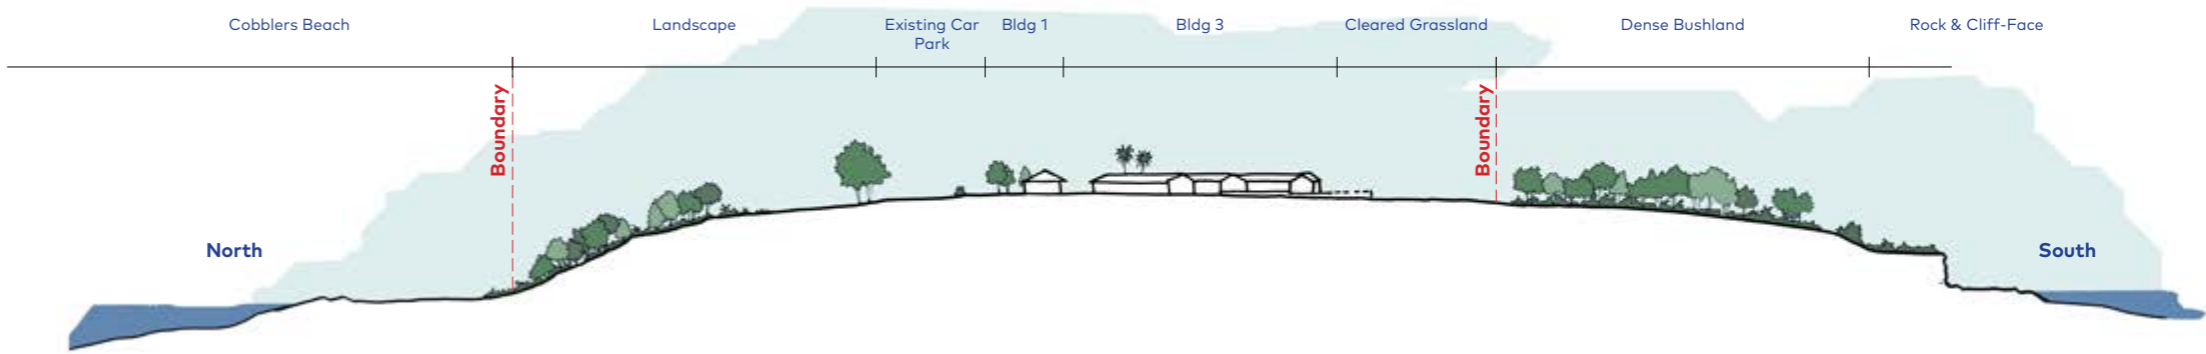 Cobblers Beach
Landscape
Existing Car
Park
Bldg 1
Bldg 3
Cleared Grassland
Dense Bushland
Rock & Cliff-Face
Boundary
Boundary
North
South